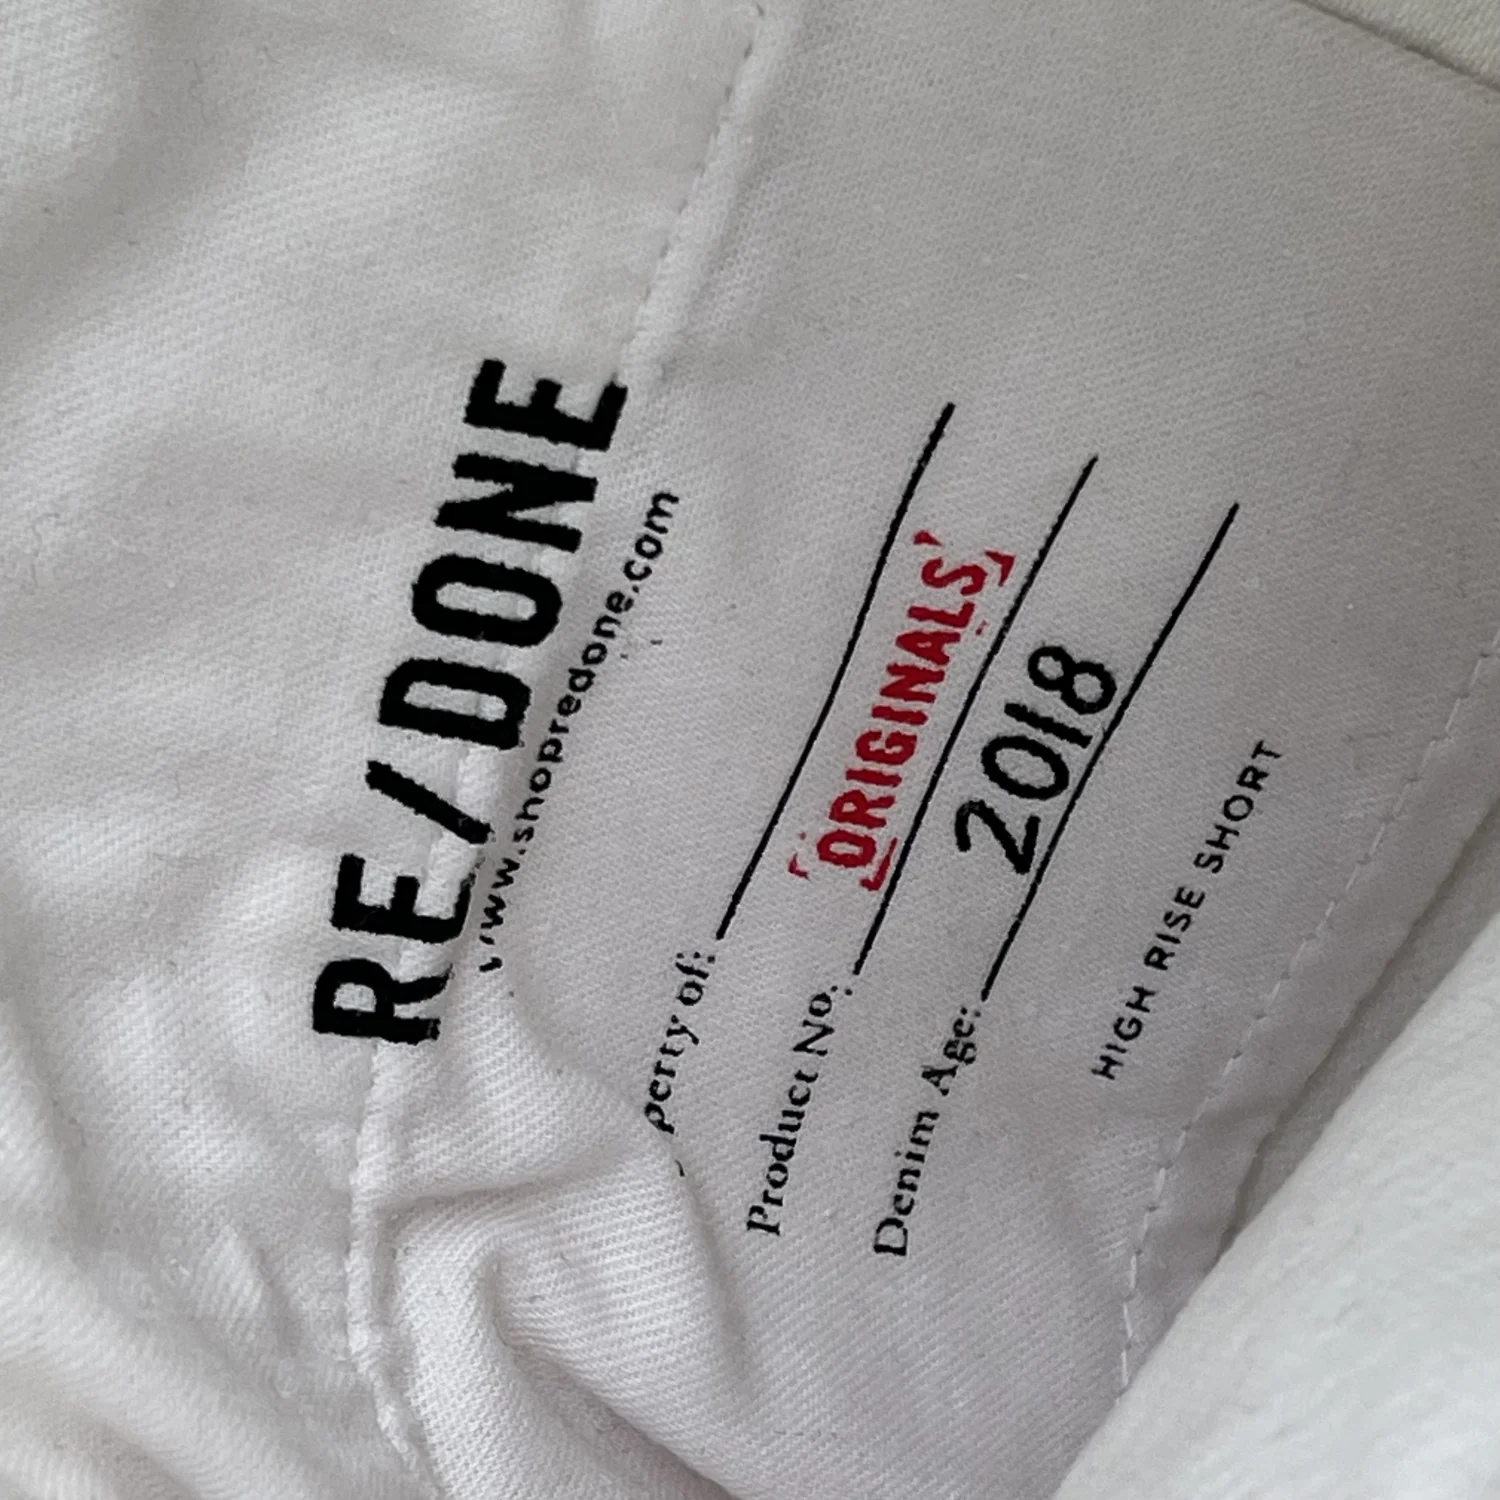 RE/DONE
www.shopredone.com
perty of:
Product No.:
ORIGINALS
Denim Age: 2018
HIGH RISE SHORT